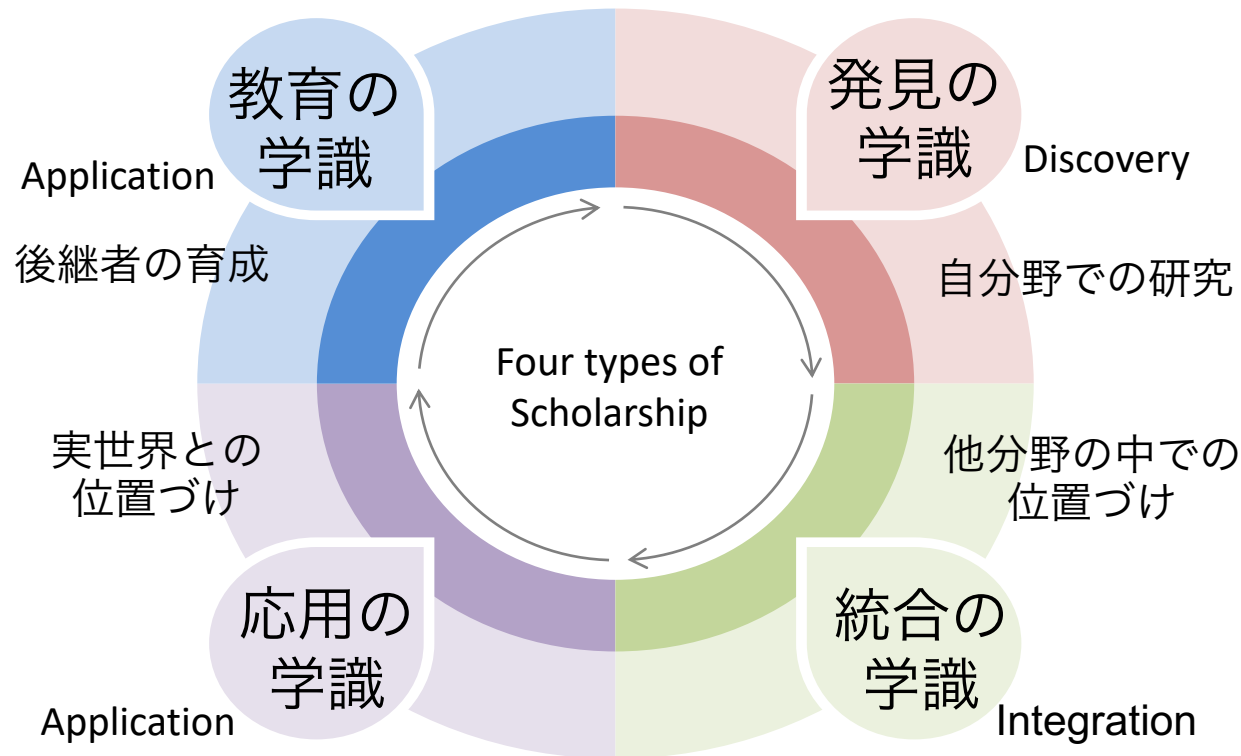 教育の
学識
Application
後継者の育成
発見の
学識
Discovery
自分野での研究
Four types of
Scholarship
実世界との
位置づけ
応用の
学識
Application
他分野の中での
位置づけ
統合の
学識
Integration